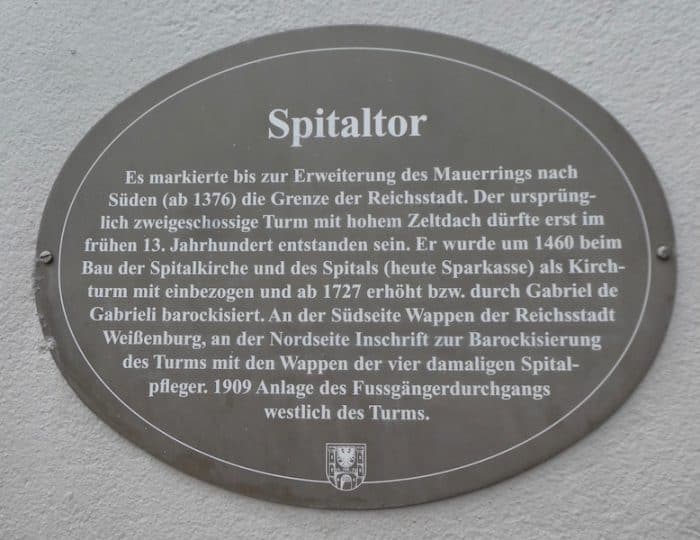 Spitaltor
Es markierte bis zur Erweiterung des Mauerrings nach
Süden (ab 1376) die Grenze der Reichsstadt. Der ursprüng-
lich zweigeschossige Turm mit hohem Zeltdach dürfte erst im
frühen 13. Jahrhundert entstanden sein. Er wurde um 1460 beim
Bau der Spitalkirche und des Spitals (heute Sparkasse) als Kirch-
turm mit einbezogen und ab 1727 erhöht bzw. durch Gabriel de
Gabrieli barockisiert. An der Südseite Wappen der Reichsstadt
Weißenburg, an der Nordseite Inschrift zur Barockisierung
des Turms mit den Wappen der vier damaligen Spital-
pfleger. 1909 Anlage des Fussgängerdurchgangs
westlich des Turms.